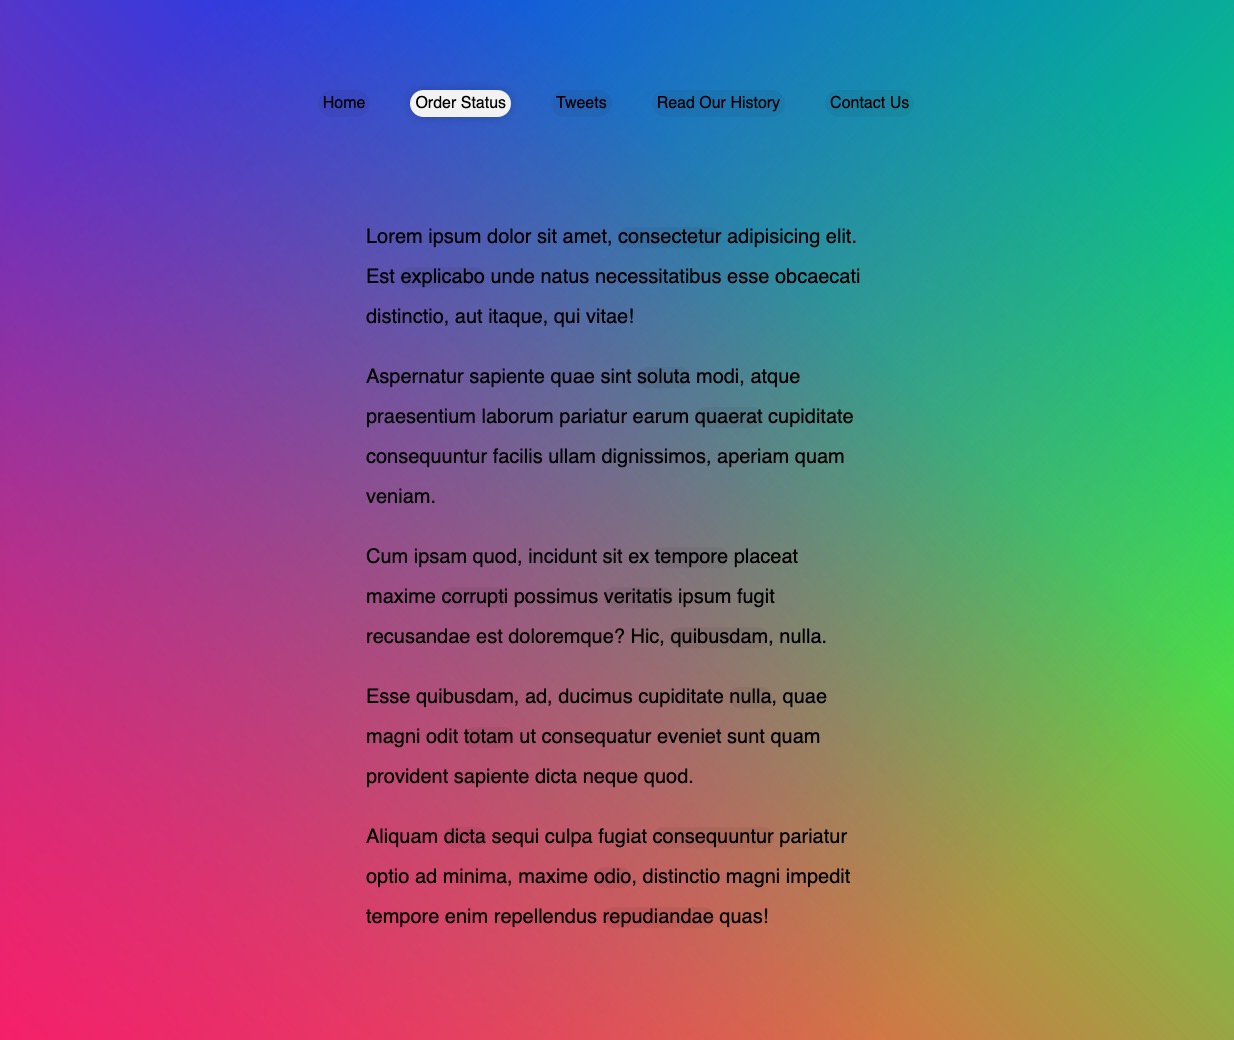 Home Order Status Tweets Read Our History Contact Us
Lorem ipsum dolor sit amet, consectetur adipisicing elit.
Est explicabo unde natus necessitatibus esse obcaecati
distinctio, aut itaque, qui vitae!
Aspernatur sapiente quae sint soluta modi, atque
praesentium laborum pariatur earum quaerat cupiditate
consequuntur facilis ullam dignissimos, aperiam quam
veniam.
Cum ipsam quod, incidunt sit ex tempore placeat
maxime corrupti possimus veritatis ipsum fugit
recusandae est doloremque? Hic, quibusdam, nulla.
Esse quibusdam, ad, ducimus cupiditate nulla, quae
magni odit totam ut consequatur eveniet sunt quam
provident sapiente dicta neque quod.
Aliquam dicta sequi culpa fugiat consequuntur pariatur
optio ad minima, maxime odio, distinctio magni impedit
tempore enim repellendus repudiandae quas!